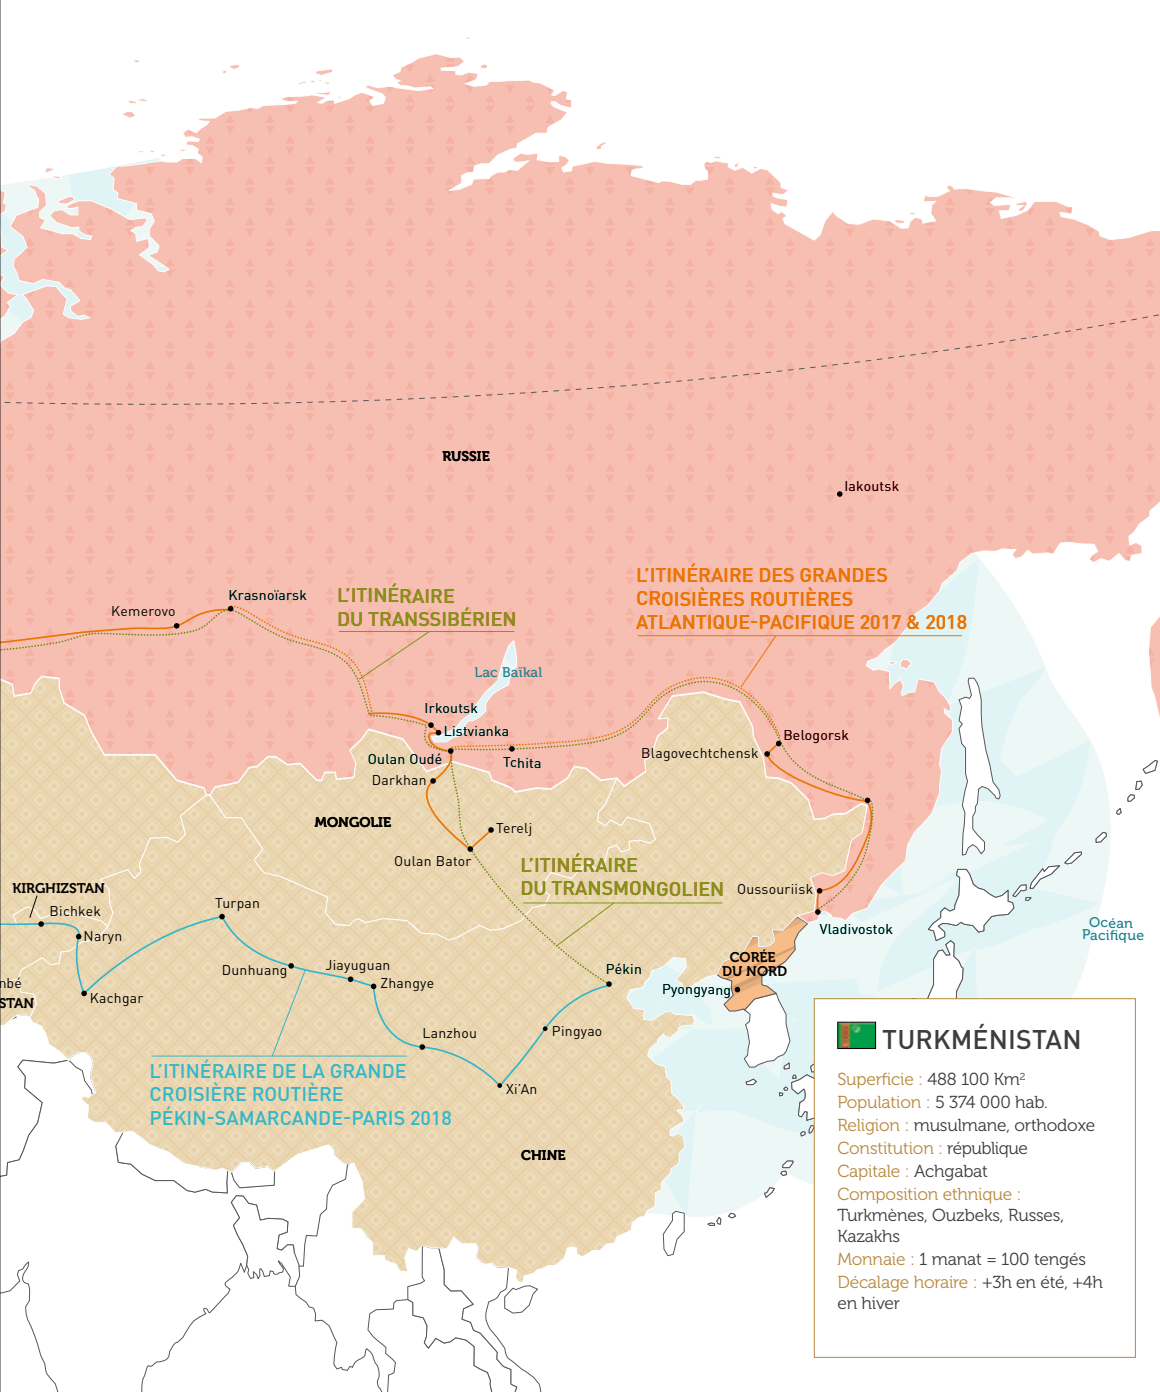 RUSSIE
Iakoutsk
L'ITINÉRAIRE DES GRANDES
CROISIÈRES ROUTIÈRES
ATLANTIQUE-PACIFIQUE 2017 & 2018
L'ITINÉRAIRE
DU TRANSSIBÉRIEN
Krasnoïarsk
Kemerovo
Lac Baïkal
Irkoutsk
Listvianka
Oulan Oudé
Tchita
Darkhan
Belogorsk
Blagovechtchensk
MONGOLIE
Terelj
Oulan Bator
L'ITINÉRAIRE
DU TRANSMONGOLIEN
Oussouriisk
Vladivostok
Océan
Pacifique
KIRGHIZSTAN
Bichkek
Naryn
Turpan
Dunhuang
Jiayuguan
Zhangye
Kachgar
nbé
STAN
Pékin
CORÉE
DU NORD
Pyongyang
Lanzhou
Pingyao
Xi'An
L'ITINÉRAIRE DE LA GRANDE
CROISIÈRE ROUTIÈRE
PÉKIN-SAMARCANDE-PARIS 2018
CHINE
TURKMÉNISTAN
Superficie : 488 100 Km²
Population : 5 374 000 hab.
Religion : musulmane, orthodoxe
Constitution : république
Capitale : Achgabat
Composition ethnique :
Turkmènes, Ouzbeks, Russes,
Kazakhs
Monnaie : 1 manat = 100 tengés
Décalage horaire : +3h en été, +4h
en hiver